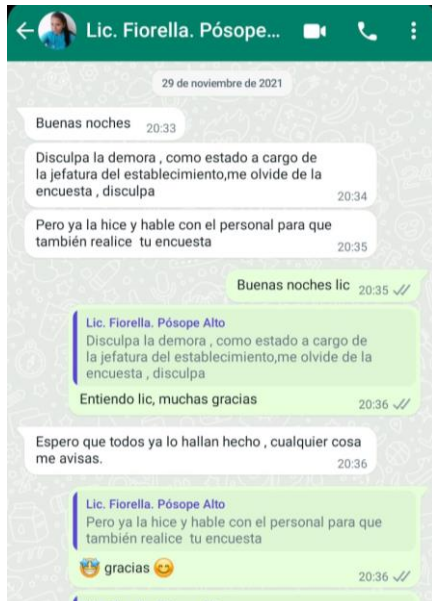 Lic. Fiorella. Pósope...
29 de noviembre de 2021
Buenas noches 20:33
Disculpa la demora , como estado a cargo de
la jefatura del establecimiento,me olvide de la
encuesta , disculpa
20:34
Pero ya la hice y hable con el personal para que
también realice tu encuesta
20:35
Buenas noches lic 20:35
Lic. Fiorella. Pósope Alto
Disculpa la demora , como estado a cargo de
la jefatura del establecimiento,me olvide de la
encuesta , disculpa
Entiendo lic, muchas gracias
20:36
Espero que todos ya lo hallan hecho , cualquier cosa
me avisas.
20:36
Lic. Fiorella. Pósope Alto
Pero ya la hice y hable con el personal para que
también realice tu encuesta
🤩 gracias 😊
20:36